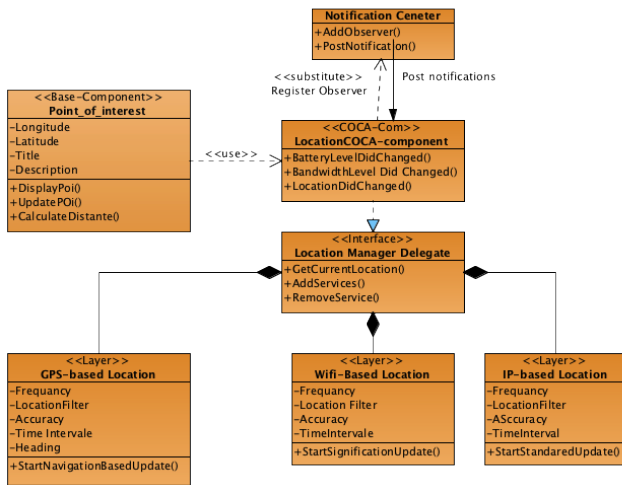 Notification Ceneter
+AddObserver()
+PostNotification()
<<substitute>>
Register Observer
Post notifications
<<Base-Component>>
Point_of_interest
-Longitude
-Latitude
-Title
-Description
+DisplayPoi()
+UpdatePOi()
+CalculateDistante()
<<use>>
<<COCA-Com>>
LocationCOCA-component
+BatteryLevelDidChanged()
+BandwidthLevel Did Changed()
+LocationDidChanged()
<<Interface>>
Location Manager Delegate
+GetCurrentLocation()
+AddServices()
+RemoveService()
<<Layer>>
GPS-based Location
-Frequancy
-LocationFilter
-Accuracy
-Time Intervale
-Heading
+StartNavigationBasedUpdate()
<<Layer>>
Wifi-Based Location
-Frequancy
-Location Filter
-Accuracy
-TimeIntervale
+StartSignificationUpdate()
<<Layer>>
IP-based Location
-Frequancy
-LocationFilter
-ASccuracy
-TimeInterval
+StartStandaredUpdate()